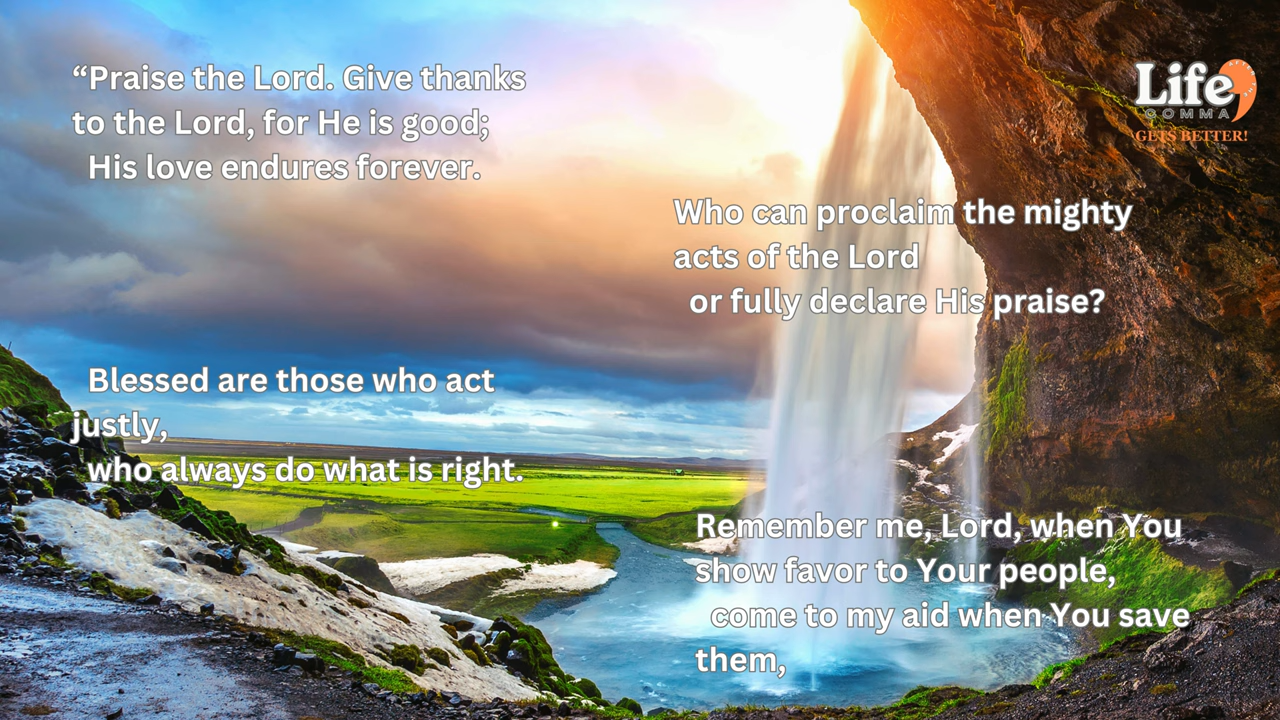 “Praise the Lord. Give thanks
to the Lord, for He is good;
His love endures forever.
Who can proclaim the mighty
acts of the Lord
or fully declare His praise?
Blessed are those who act
justly,
who always do what is right.
Remember me, Lord, when You
show favor to Your people,
come to my aid when You save
them,
Life
COMMA
GETS BETTER!